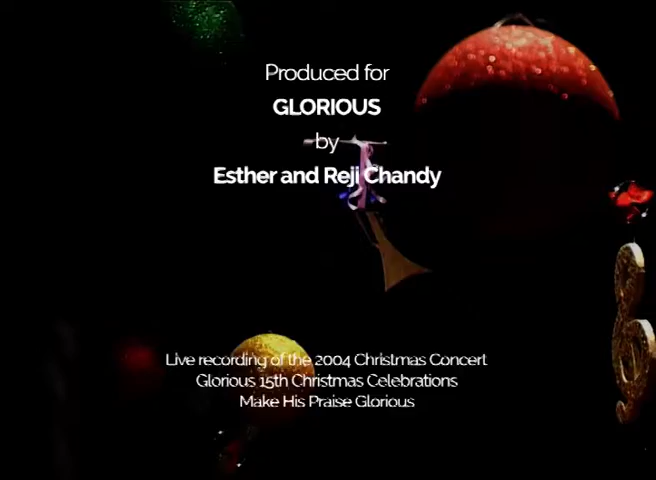 Produced for
GLORIOUS
by
Esther and Reji Chandy
Live recording of the 2004 Christmas Concert
Glorious 15th Christmas Celebrations
Make His Praise Glorious